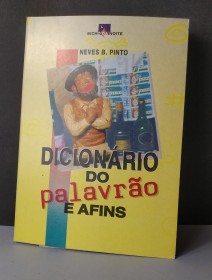 NEVES B. PINTO
DICIONÁRIO
DO
palavrão
E AFINS